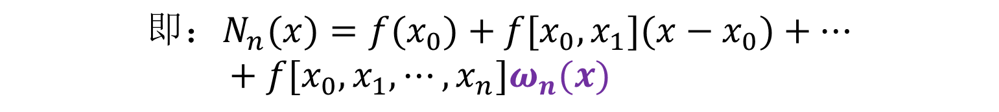 即：N_n(x) = f(x_0) + f[x_0, x_1](x − x_0) + ⋯
+ f[x_0, x_1, ⋯, x_n]ω_n(x)